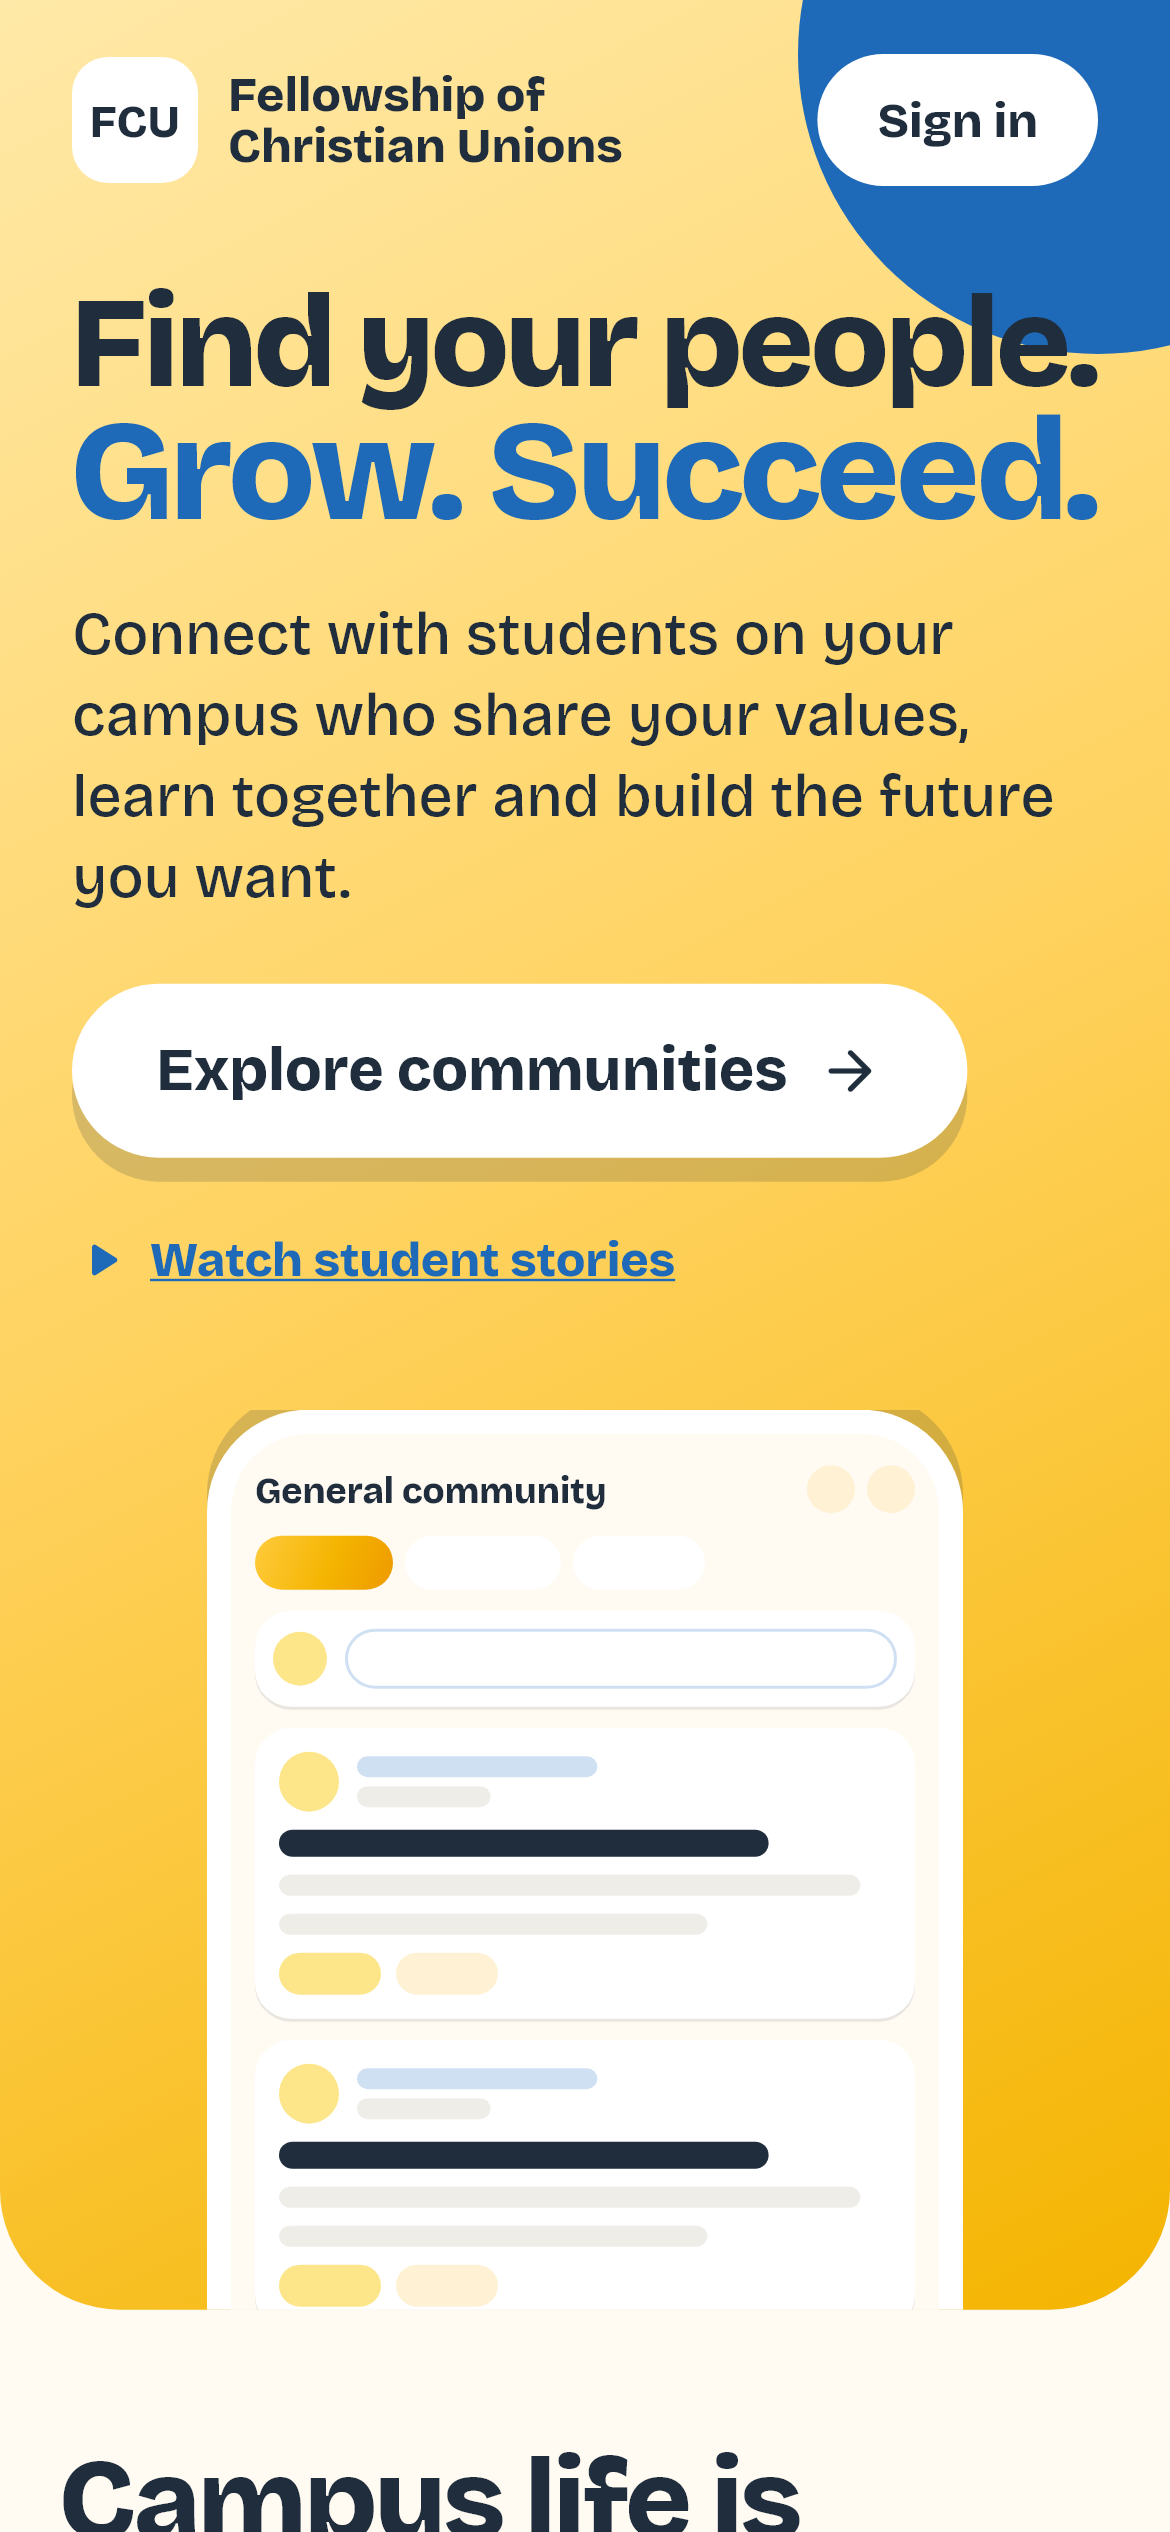 FCU
Fellowship of
Christian Unions
Sign in
Find your people.
Grow. Succeed.
Connect with students on your
campus who share your values,
learn together and build the future
you want.
Explore communities
Watch student stories
General community
Campus life is